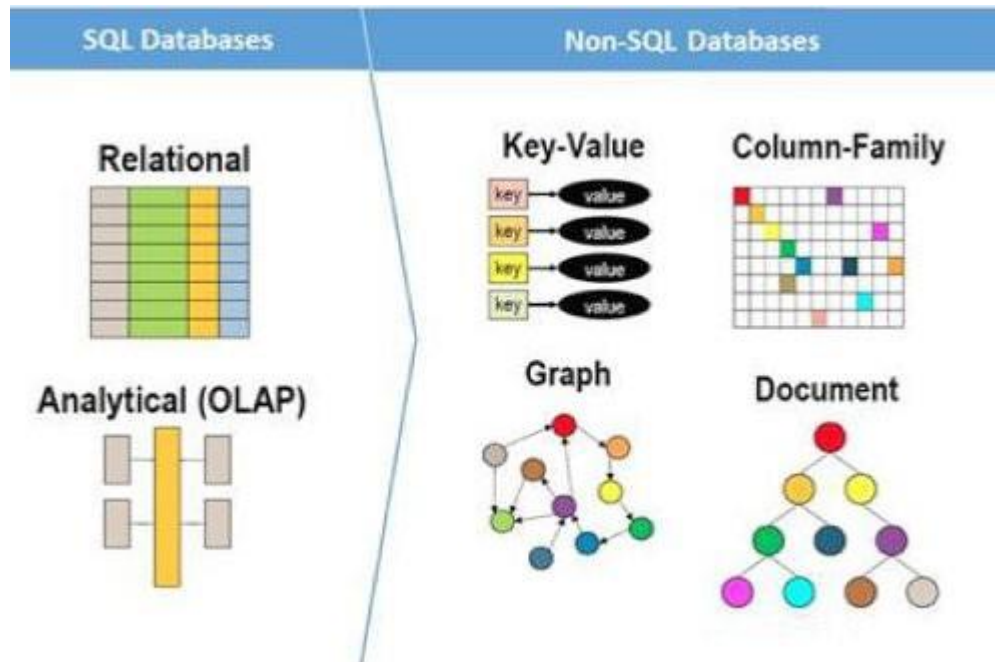 SQL Databases
Non-SQL Databases
Relational
Analytical (OLAP)
Key-Value
key value
key value
key value
key value
Column-Family
Graph
Document